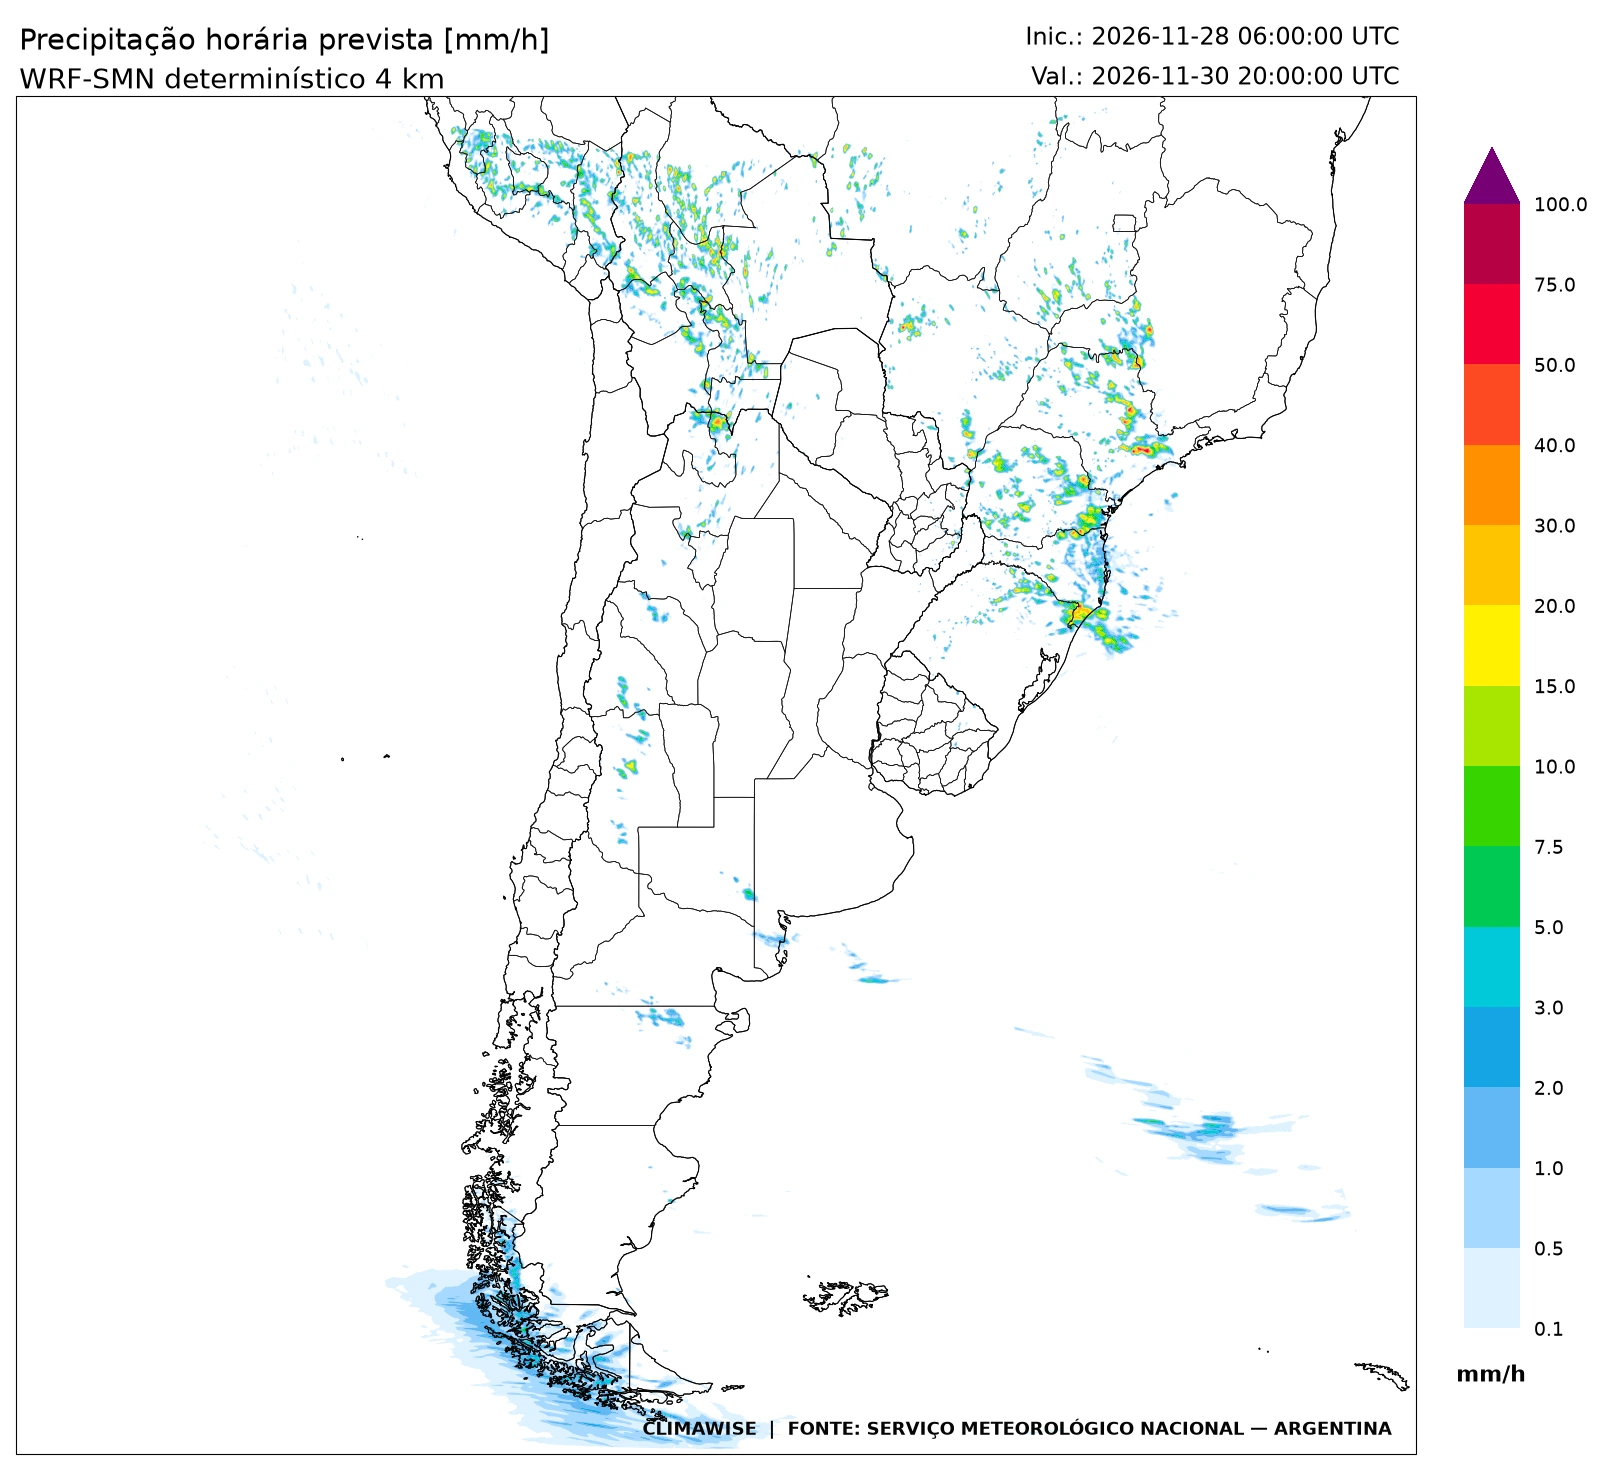 Precipitação horária prevista [mm/h]
WRF-SMN determinístico 4 km
Inic.: 2026-11-28 06:00:00 UTC
Val.: 2026-11-30 20:00:00 UTC
100.0
75.0
50.0
40.0
30.0
20.0
15.0
10.0
7.5
5.0
3.0
2.0
1.0
0.5
0.1
mm/h
CLIMAWISE | FONTE: SERVIÇO METEOROLÓGICO NACIONAL — ARGENTINA